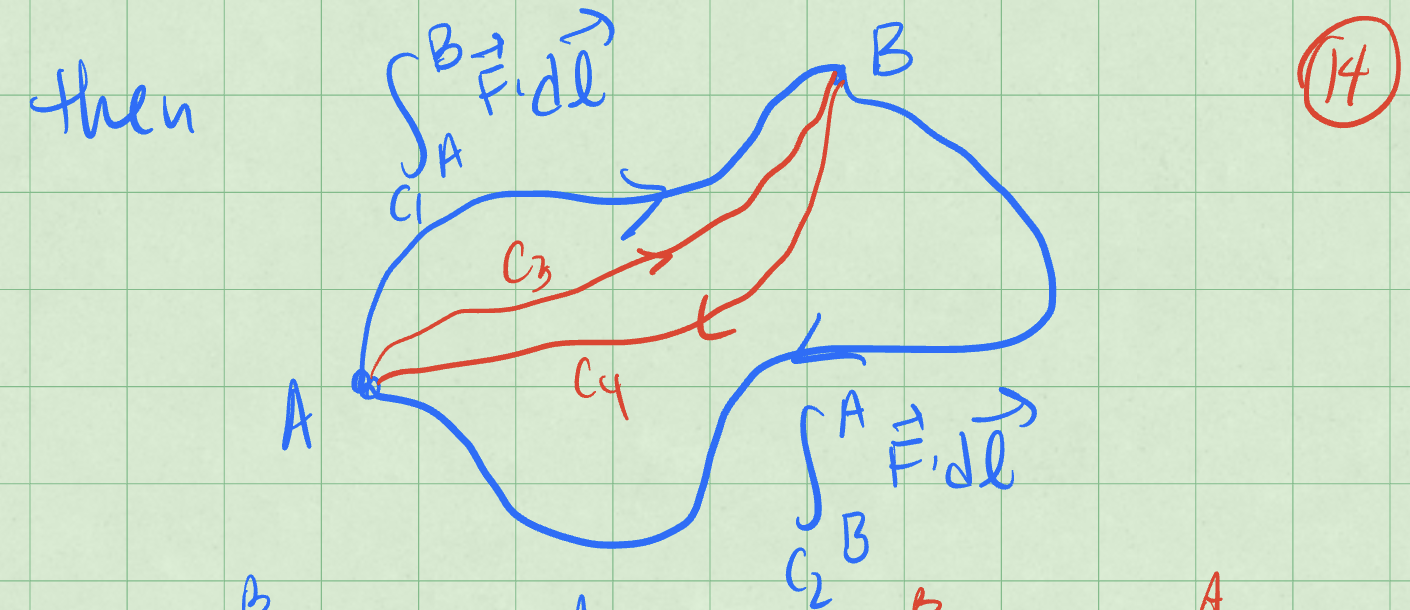 then
∫_A^B F⃗·dl⃗
C1
B
14
C3
C4
A
∫_B^A F⃗·dl⃗
C2
B
A
B
A